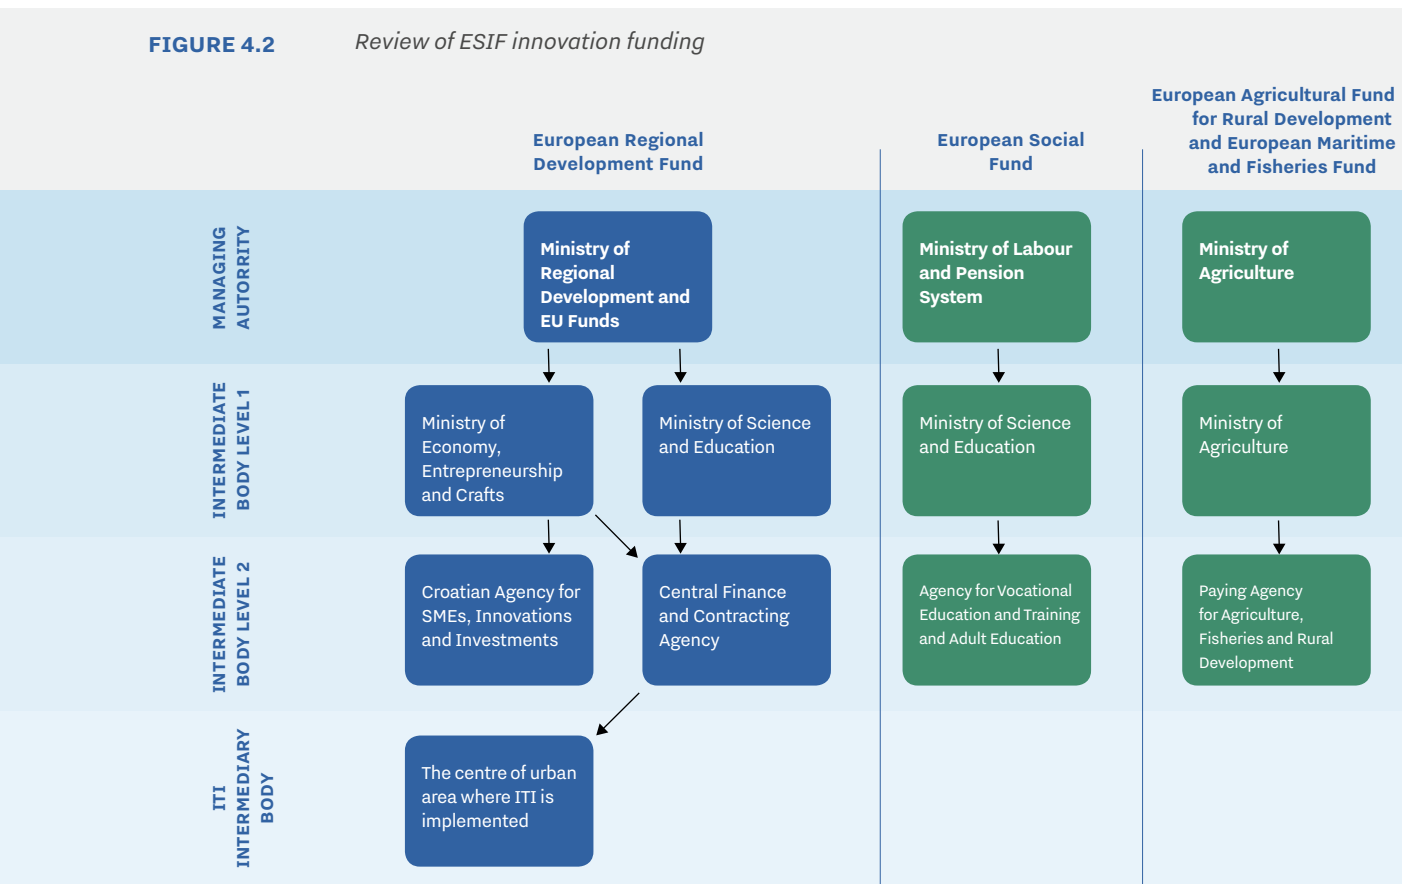 FIGURE 4.2
Review of ESIF innovation funding
European Regional
Development Fund
European Social
Fund
European Agricultural Fund
for Rural Development
and European Maritime
and Fisheries Fund
MANAGING
AUTORRITY
Ministry of
Regional
Development and
EU Funds
Ministry of Labour
and Pension
System
Ministry of
Agriculture
INTERMEDIATE
BODY LEVEL 1
Ministry of
Economy,
Entrepreneurship
and Crafts
Ministry of Science
and Education
Ministry of Science
and Education
Ministry of
Agriculture
INTERMEDIATE
BODY LEVEL 2
Croatian Agency for
SMEs, Innovations
and Investments
Central Finance
and Contracting
Agency
Agency for Vocational
Education and Training
and Adult Education
Paying Agency
for Agriculture,
Fisheries and Rural
Development
ITI
INTERMEDIARY
BODY
The centre of urban
area where ITI is
implemented